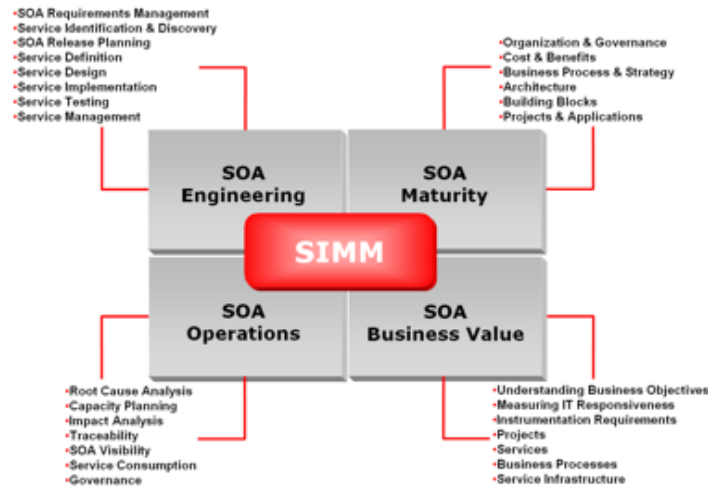 •SOA Requirements Management
•Service Identification & Discovery
•SOA Release Planning
•Service Definition
•Service Design
•Service Implementation
•Service Testing
•Service Management
•Organization & Governance
•Cost & Benefits
•Business Process & Strategy
•Architecture
•Building Blocks
•Projects & Applications
SOA
Engineering
SOA
Maturity
SIMM
SOA
Operations
SOA
Business Value
•Root Cause Analysis
•Capacity Planning
•Impact Analysis
•Traceability
•SOA Visibility
•Service Consumption
•Governance
•Understanding Business Objectives
•Measuring IT Responsiveness
•Instrumentation Requirements
•Projects
•Services
•Business Processes
•Service Infrastructure